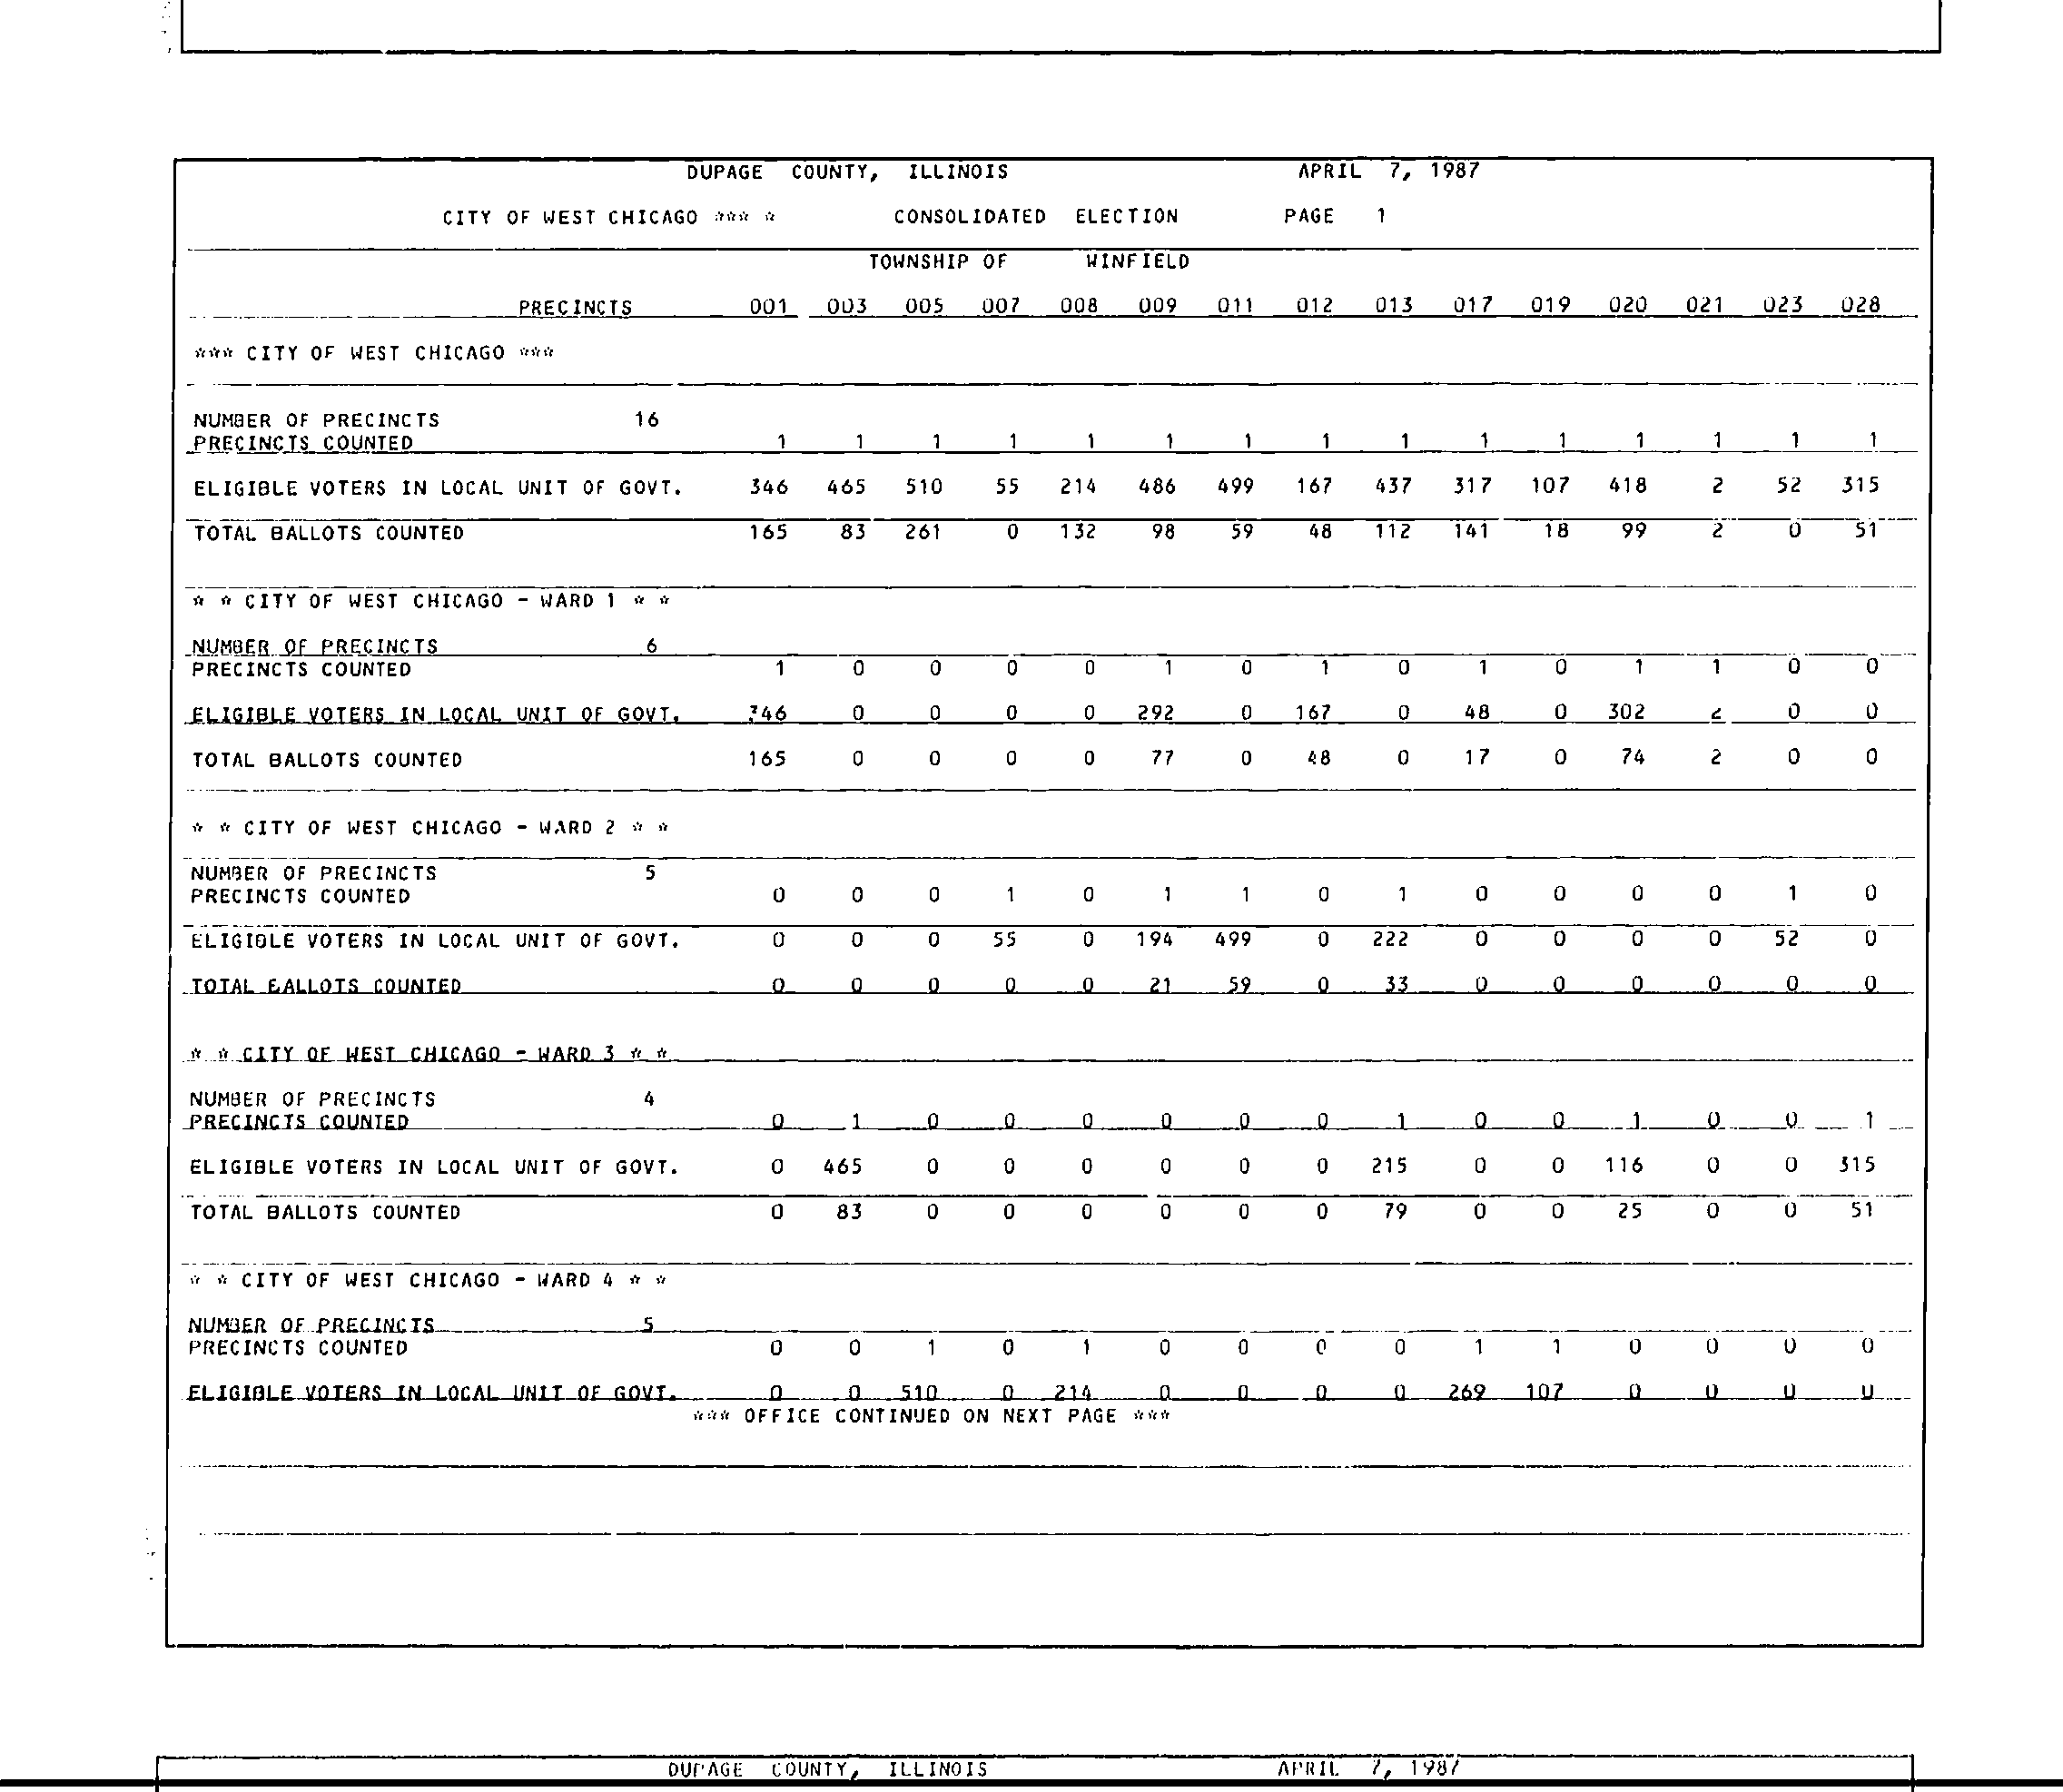 DUPAGE COUNTY, ILLINOIS APRIL 7, 1987
CITY OF WEST CHICAGO *** * CONSOLIDATED ELECTION PAGE 1
TOWNSHIP OF WINFIELD
PRECINCTS 001 003 005 007 008 009 011 012 013 017 019 020 021 023 028
*** CITY OF WEST CHICAGO ***
NUMBER OF PRECINCTS 16
PRECINCTS COUNTED 1 1 1 1 1 1 1 1 1 1 1 1 1 1 1
ELIGIBLE VOTERS IN LOCAL UNIT OF GOVT. 346 465 510 55 214 486 499 167 437 317 107 418 2 52 315
TOTAL BALLOTS COUNTED 165 83 261 0 132 98 59 48 112 141 18 99 2 0 51
* * CITY OF WEST CHICAGO - WARD 1 * *
NUMBER OF PRECINCTS 6
PRECINCTS COUNTED 1 0 0 0 0 1 0 1 0 1 0 1 1 0 0
ELIGIBLE VOTERS IN LOCAL UNIT OF GOVT. 346 0 0 0 0 292 0 167 0 48 0 302 2 0 0
TOTAL BALLOTS COUNTED 165 0 0 0 0 77 0 48 0 17 0 74 2 0 0
* * CITY OF WEST CHICAGO - WARD 2 * *
NUMBER OF PRECINCTS 5
PRECINCTS COUNTED 0 0 0 1 0 1 1 0 1 0 0 0 0 1 0
ELIGIBLE VOTERS IN LOCAL UNIT OF GOVT. 0 0 0 55 0 194 499 0 222 0 0 0 0 52 0
TOTAL BALLOTS COUNTED 0 0 0 0 0 21 59 0 33 0 0 0 0 0 0
* * CITY OF WEST CHICAGO - WARD 3 * *
NUMBER OF PRECINCTS 4
PRECINCTS COUNTED 0 1 0 0 0 0 0 0 1 0 0 1 0 0 1
ELIGIBLE VOTERS IN LOCAL UNIT OF GOVT. 0 465 0 0 0 0 0 0 215 0 0 116 0 0 315
TOTAL BALLOTS COUNTED 0 83 0 0 0 0 0 0 79 0 0 25 0 0 51
* * CITY OF WEST CHICAGO - WARD 4 * *
NUMBER OF PRECINCTS 5
PRECINCTS COUNTED 0 0 1 0 1 0 0 0 0 1 1 0 0 0 0
ELIGIBLE VOTERS IN LOCAL UNIT OF GOVT. 0 0 510 0 214 0 0 0 0 269 107 0 0 0 0
*** OFFICE CONTINUED ON NEXT PAGE ***
DUPAGE COUNTY, ILLINOIS APRIL 7, 1987